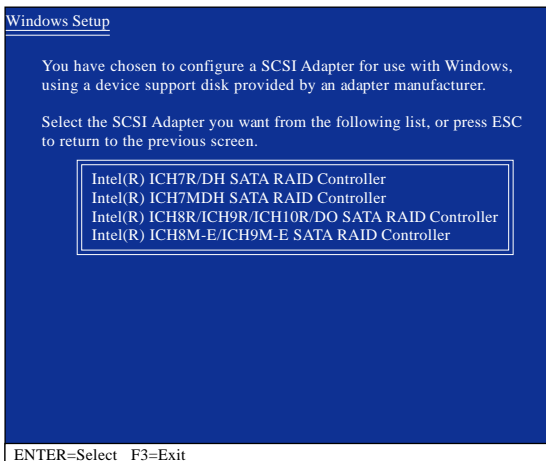 Windows Setup
You have chosen to configure a SCSI Adapter for use with Windows,
using a device support disk provided by an adapter manufacturer.
Select the SCSI Adapter you want from the following list, or press ESC
to return to the previous screen.
Intel(R) ICH7R/DH SATA RAID Controller
Intel(R) ICH7MDH SATA RAID Controller
Intel(R) ICH8R/ICH9R/ICH10R/DO SATA RAID Controller
Intel(R) ICH8M-E/ICH9M-E SATA RAID Controller
ENTER=Select F3=Exit